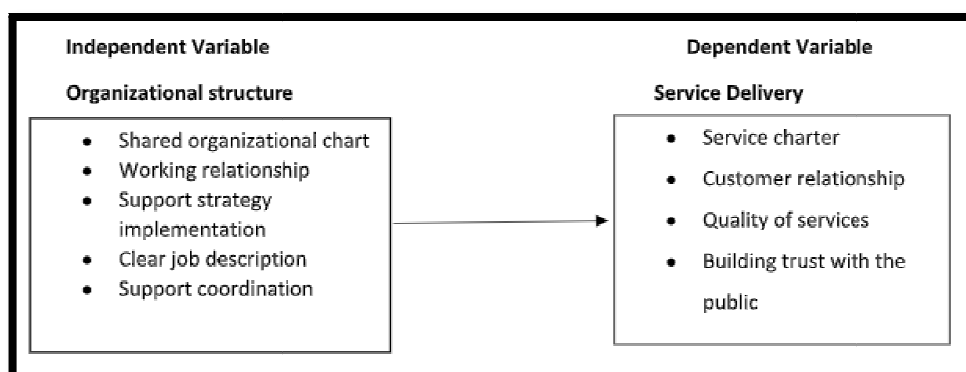 Independent Variable
Organizational structure
• Shared organizational chart
• Working relationship
• Support strategy
implementation
• Clear job description
• Support coordination
Dependent Variable
Service Delivery
• Service charter
• Customer relationship
• Quality of services
• Building trust with the
public